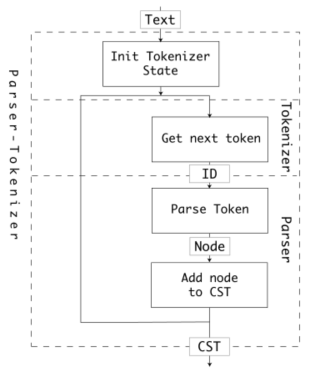 Text
Init Tokenizer
State
Parser-Tokenizer
Tokenizer
Get next token
ID
Parse Token
Parser
Node
Add node
to CST
CST